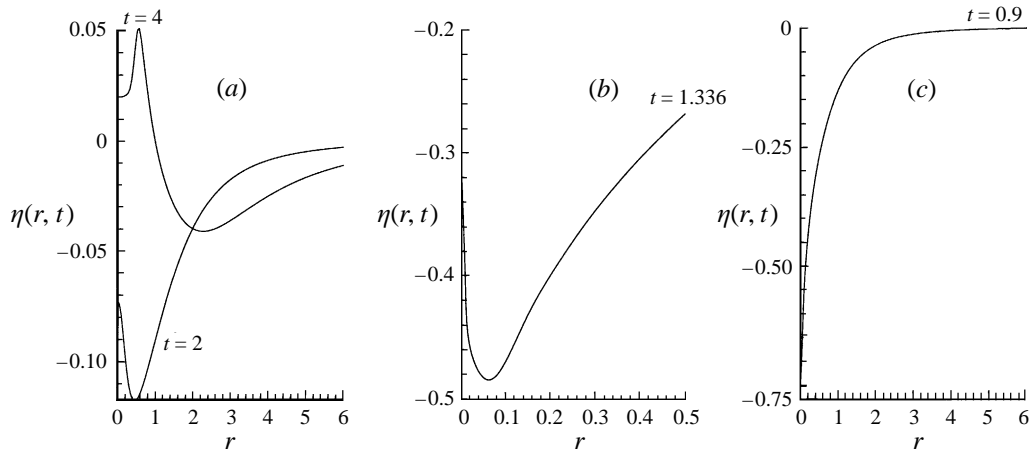 t = 4
0.05
0
−0.05
−0.10
η(r, t)
(a)
t = 2
0 1 2 3 4 5 6
r
−0.2
−0.3
−0.4
−0.5
η(r, t)
(b)
t = 1.336
0 0.1 0.2 0.3 0.4 0.5
r
0
−0.25
−0.50
−0.75
η(r, t)
(c)
t = 0.9
0 1 2 3 4 5 6
r